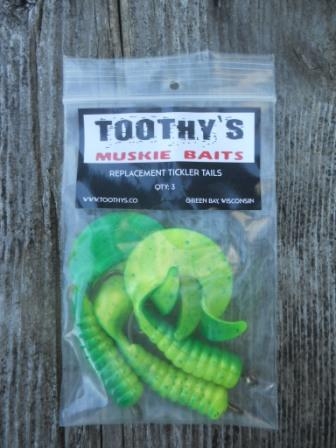 TOOTHY'S
MUSKIE BAITS
REPLACEMENT TICKLER TAILS
QTY: 3
WWW.TOOTHYS.CO GREEN BAY, WISCONSIN